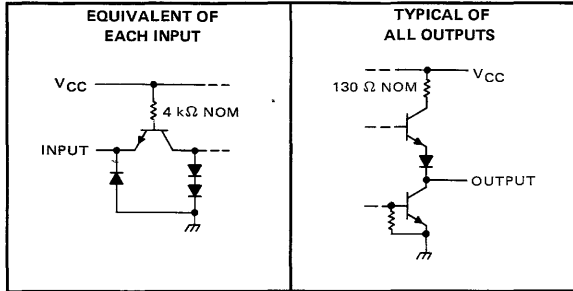 EQUIVALENT OF
EACH INPUT
VCC
4 kΩ NOM
INPUT
TYPICAL OF
ALL OUTPUTS
VCC
130 Ω NOM
OUTPUT